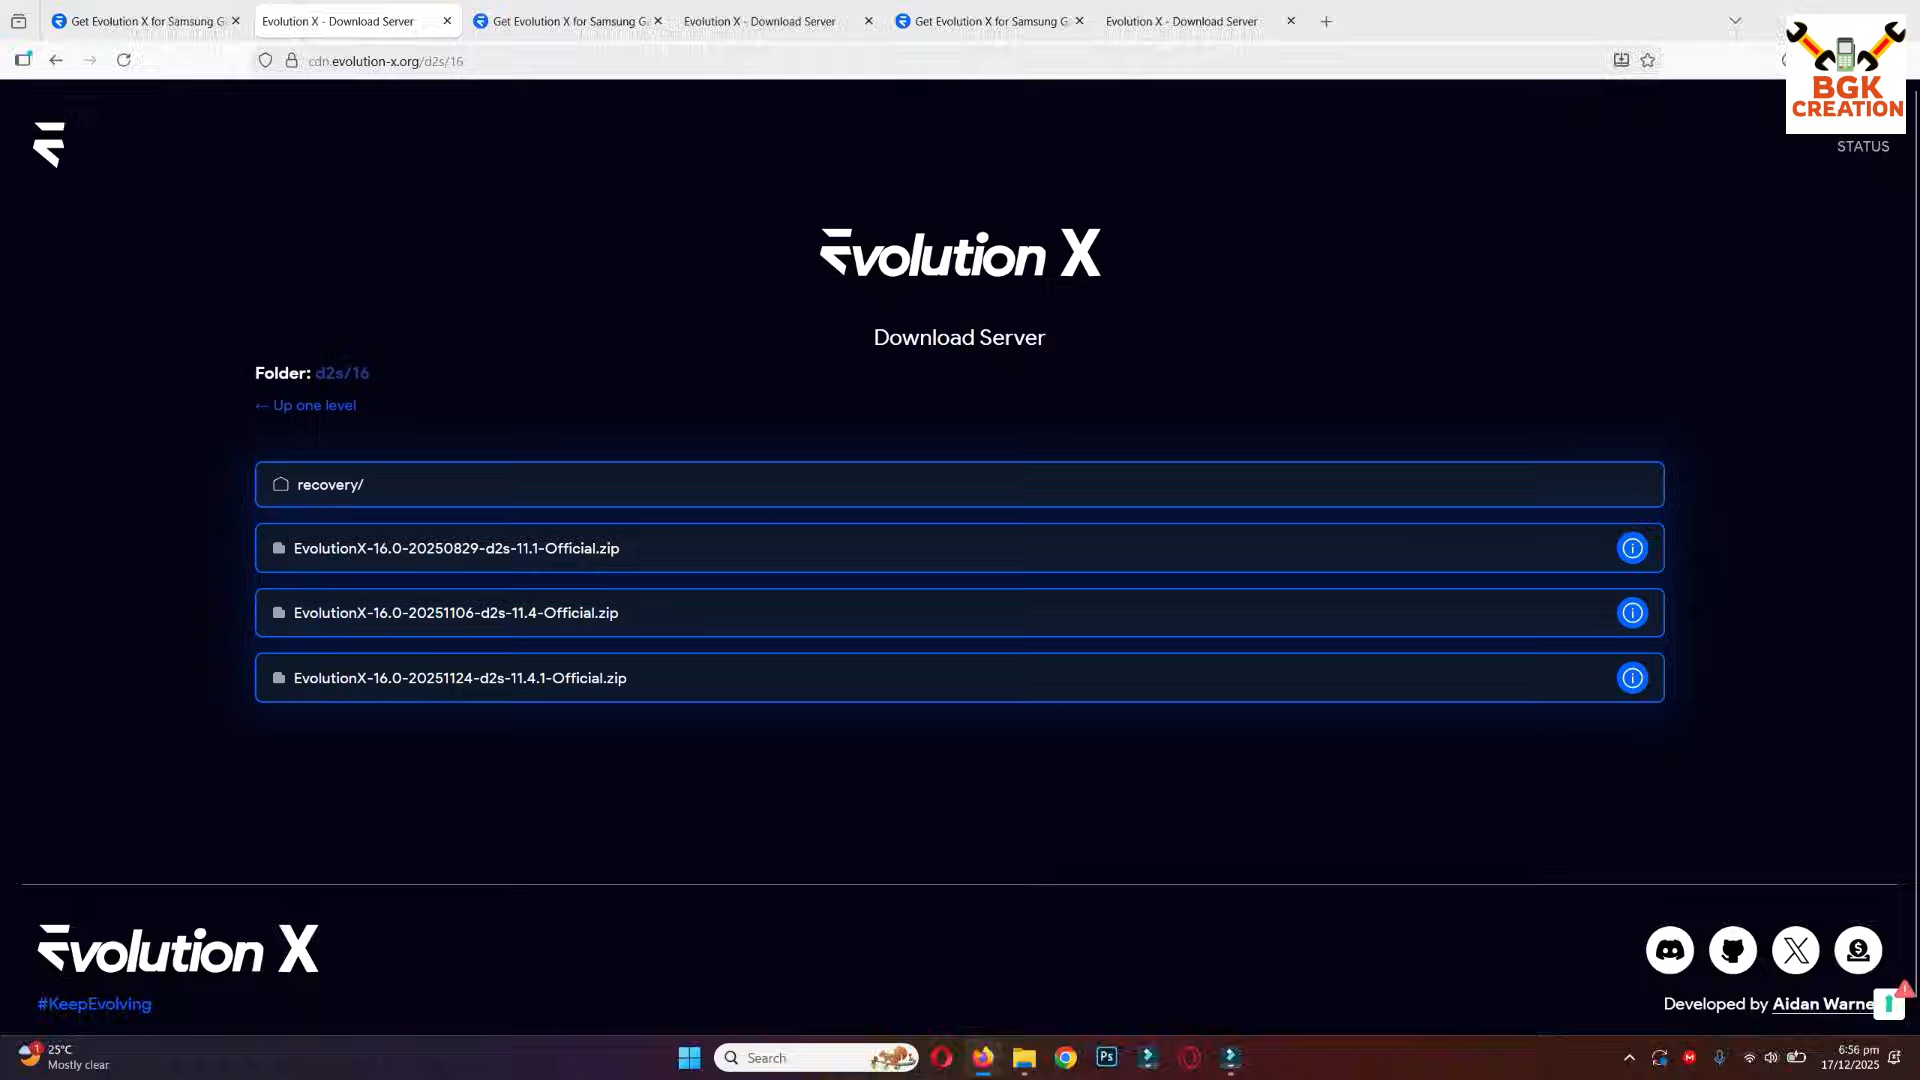 Get Evolution X for Samsung G
Evolution X - Download Server
Get Evolution X for Samsung G
Evolution X - Download Server
Get Evolution X for Samsung G
Evolution X - Download Server
cdn.evolution-x.org/d2s/16
BGK
CREATION
STATUS
Evolution X
Download Server
Folder: d2s/16
← Up one level
recovery/
EvolutionX-16.0-20250829-d2s-11.1-Official.zip
EvolutionX-16.0-20251106-d2s-11.4-Official.zip
EvolutionX-16.0-20251124-d2s-11.4.1-Official.zip
Evolution X
#KeepEvolving
Developed by Aidan Warne
1
25°C
Mostly clear
Search
Ps
6:56 pm
17/12/2025